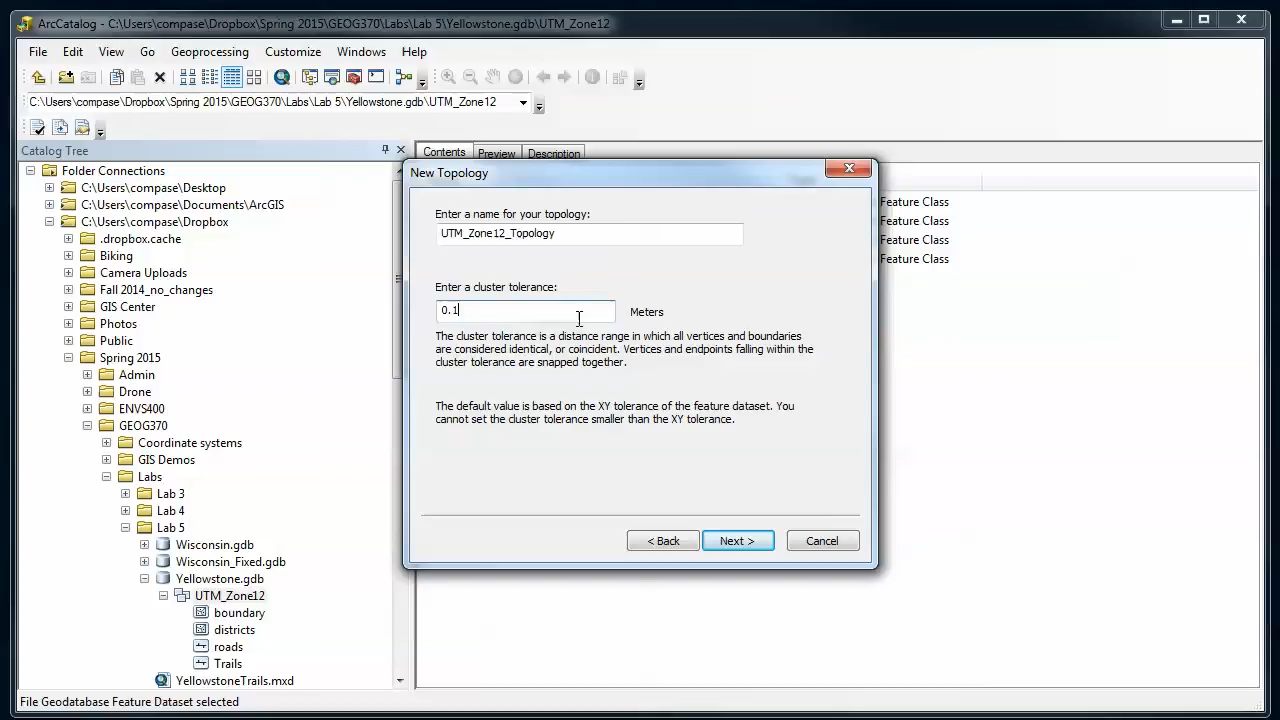 ArcCatalog - C:\Users\compase\Dropbox\Spring 2015\GEOG370\Labs\Lab 5\Yellowstone.gdb\UTM_Zone12
File Edit View Go Geoprocessing Customize Windows Help
C:\Users\compase\Dropbox\Spring 2015\GEOG370\Labs\Lab 5\Yellowstone.gdb\UTM_Zone12
Catalog Tree
Folder Connections
C:\Users\compase\Desktop
C:\Users\compase\Documents\ArcGIS
C:\Users\compase\Dropbox
.dropbox.cache
Biking
Camera Uploads
Fall 2014_no_changes
GIS Center
Photos
Public
Spring 2015
Admin
Drone
ENVS400
GEOG370
Coordinate systems
GIS Demos
Labs
Lab 3
Lab 4
Lab 5
Wisconsin.gdb
Wisconsin_Fixed.gdb
Yellowstone.gdb
UTM_Zone12
boundary
districts
roads
Trails
YellowstoneTrails.mxd
Contents Preview Description
Feature Class
Feature Class
Feature Class
Feature Class
New Topology
Enter a name for your topology:
UTM_Zone12_Topology
Enter a cluster tolerance:
0.1 Meters
The cluster tolerance is a distance range in which all vertices and boundaries
are considered identical, or coincident. Vertices and endpoints falling within the
cluster tolerance are snapped together.
The default value is based on the XY tolerance of the feature dataset. You
cannot set the cluster tolerance smaller than the XY tolerance.
< Back Next > Cancel
File Geodatabase Feature Dataset selected